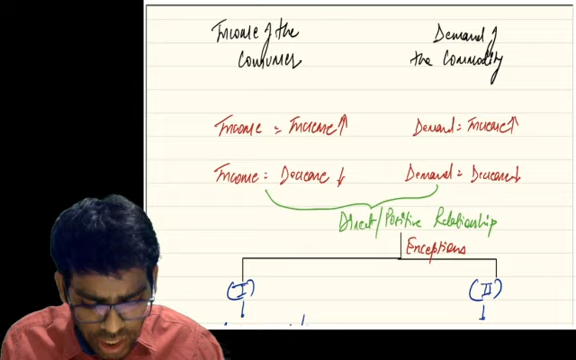 Income of the Demand of
Consumer the Commodity
Income = Increase ↑ Demand = Increase ↑
Income = Decrease ↓ Demand = Decrease ↓
Direct/Positive Relationship
Exceptions
(I) (II)